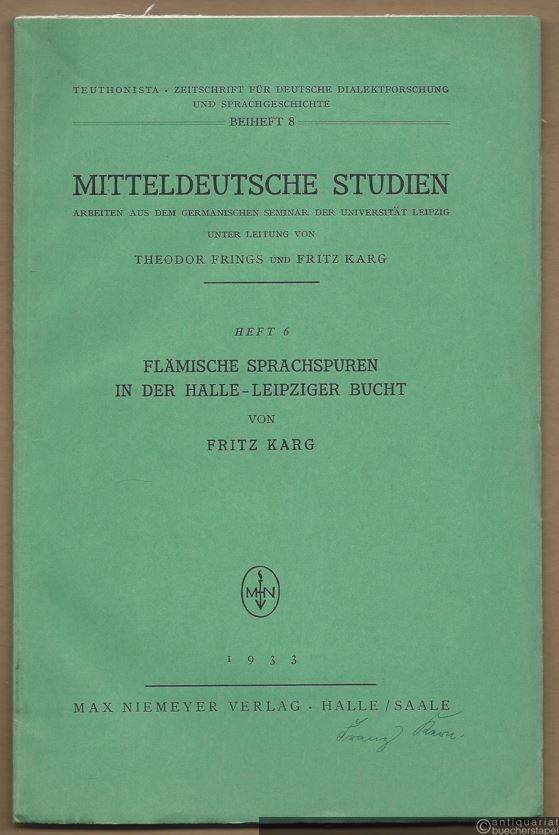 TEUTHONISTA · ZEITSCHRIFT FÜR DEUTSCHE DIALEKTFORSCHUNG
UND SPRACHGESCHICHTE
BEIHEFT 8
MITTELDEUTSCHE STUDIEN
ARBEITEN AUS DEM GERMANISCHEN SEMINAR DER UNIVERSITÄT LEIPZIG
UNTER LEITUNG VON
THEODOR FRINGS UND FRITZ KARG
HEFT 6
FLÄMISCHE SPRACHSPUREN
IN DER HALLE-LEIPZIGER BUCHT
VON
FRITZ KARG
M N
1933
MAX NIEMEYER VERLAG · HALLE / SAALE
Franz Kern.
© antiquariat
buecherstapel